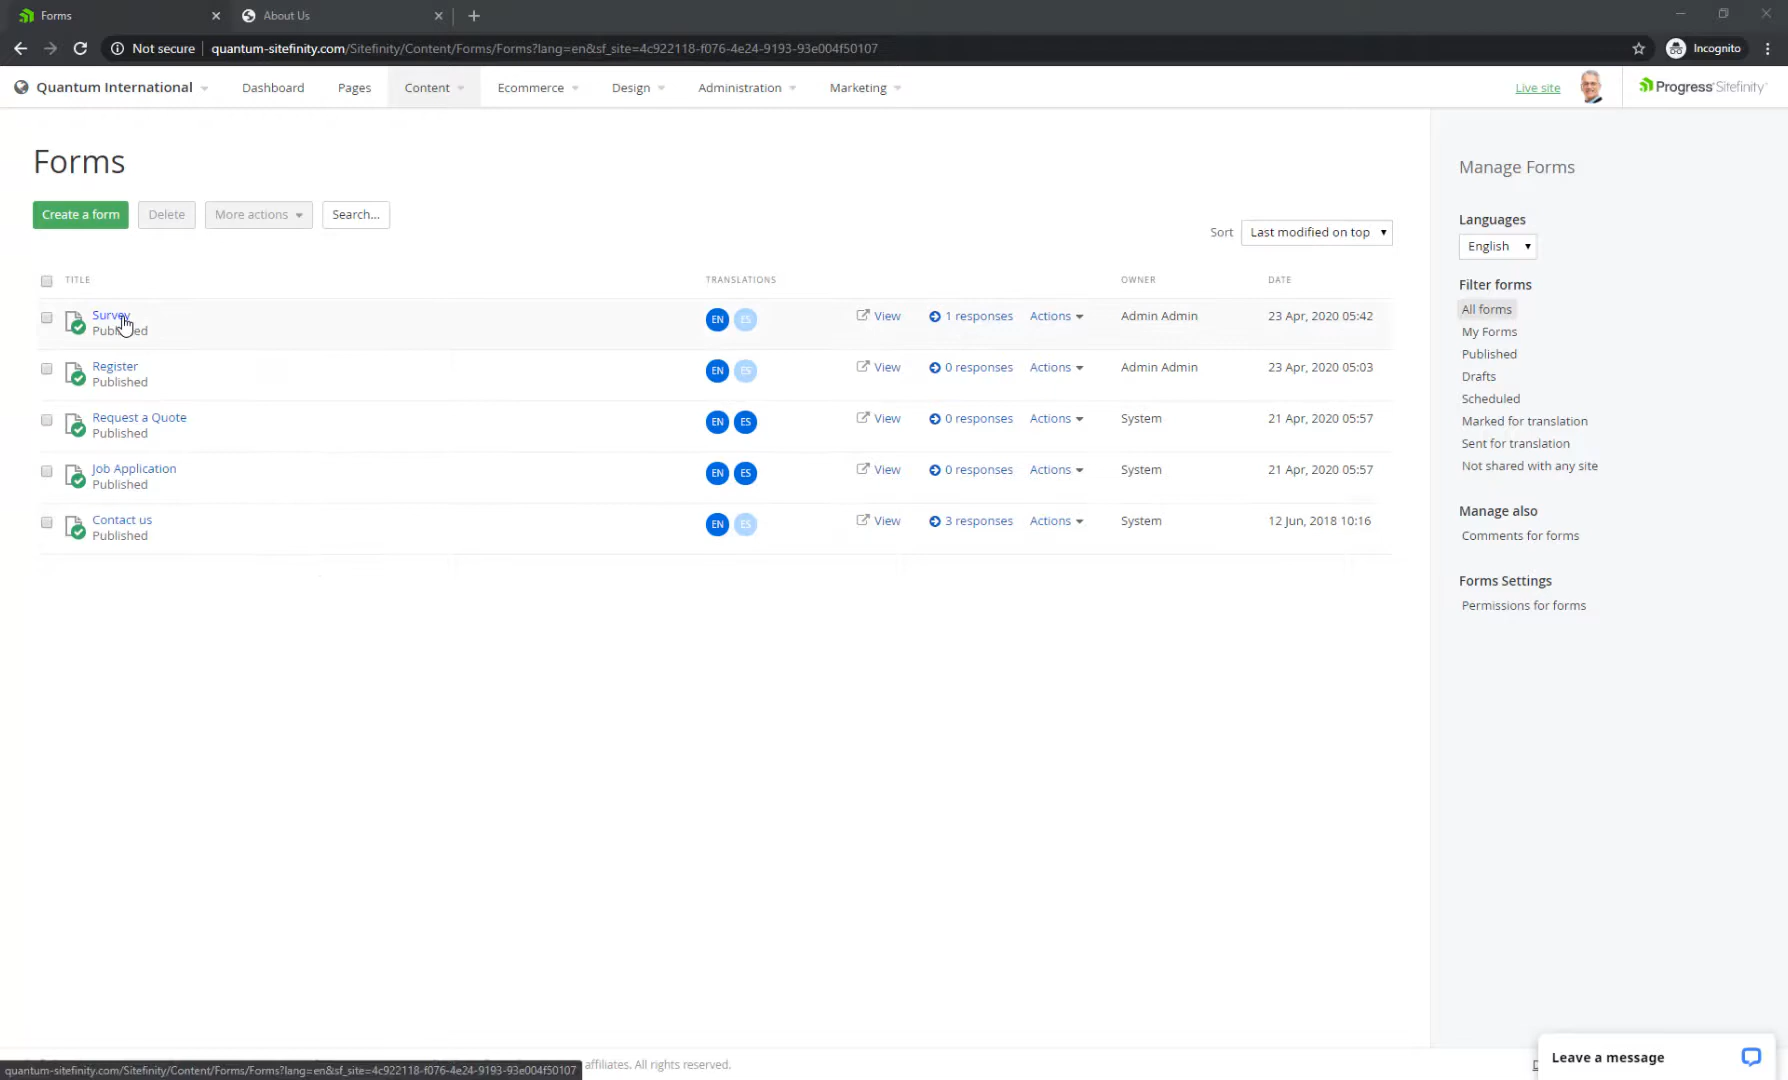 Forms
About Us
Not secure
quantum-sitefinity.com/Sitefinity/Content/Forms/Forms?lang=en&sf_site=4c922118-f076-4e24-9193-93e004f50107
Incognito
Quantum International
Dashboard
Pages
Content
Ecommerce
Design
Administration
Marketing
Live site
Progress Sitefinity
Forms
Create a form
Delete
More actions
Search...
Sort
Last modified on top
TITLE
TRANSLATIONS
OWNER
DATE
Survey
Published
EN
ES
View
1 responses
Actions
Admin Admin
23 Apr, 2020 05:42
Register
Published
EN
ES
View
0 responses
Actions
Admin Admin
23 Apr, 2020 05:03
Request a Quote
Published
EN
ES
View
0 responses
Actions
System
21 Apr, 2020 05:57
Job Application
Published
EN
ES
View
0 responses
Actions
System
21 Apr, 2020 05:57
Contact us
Published
EN
ES
View
3 responses
Actions
System
12 Jun, 2018 10:16
Manage Forms
Languages
English
Filter forms
All forms
My Forms
Published
Drafts
Scheduled
Marked for translation
Sent for translation
Not shared with any site
Manage also
Comments for forms
Forms Settings
Permissions for forms
affiliates. All rights reserved.
quantum-sitefinity.com/Sitefinity/Content/Forms/Forms?lang=en&sf_site=4c922118-f076-4e24-9193-93e004f50107
Leave a message